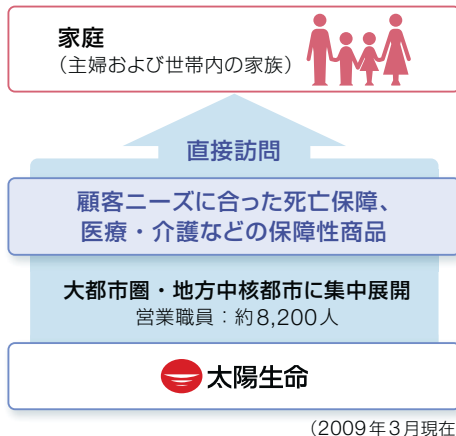 家庭
（主婦および世帯内の家族）
直接訪問
顧客ニーズに合った死亡保障、
医療・介護などの保障性商品
大都市圏・地方中核都市に集中展開
営業職員：約8,200人
太陽生命
（2009年3月現在